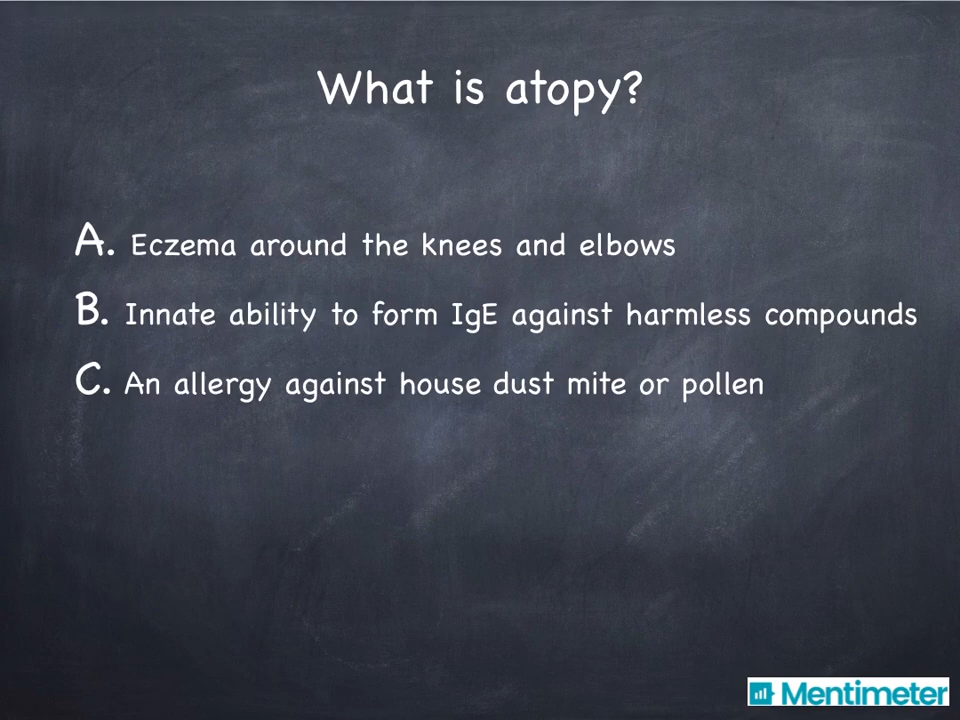 What is atopy?
A. Eczema around the knees and elbows
B. Innate ability to form IgE against harmless compounds
C. An allergy against house dust mite or pollen
Mentimeter